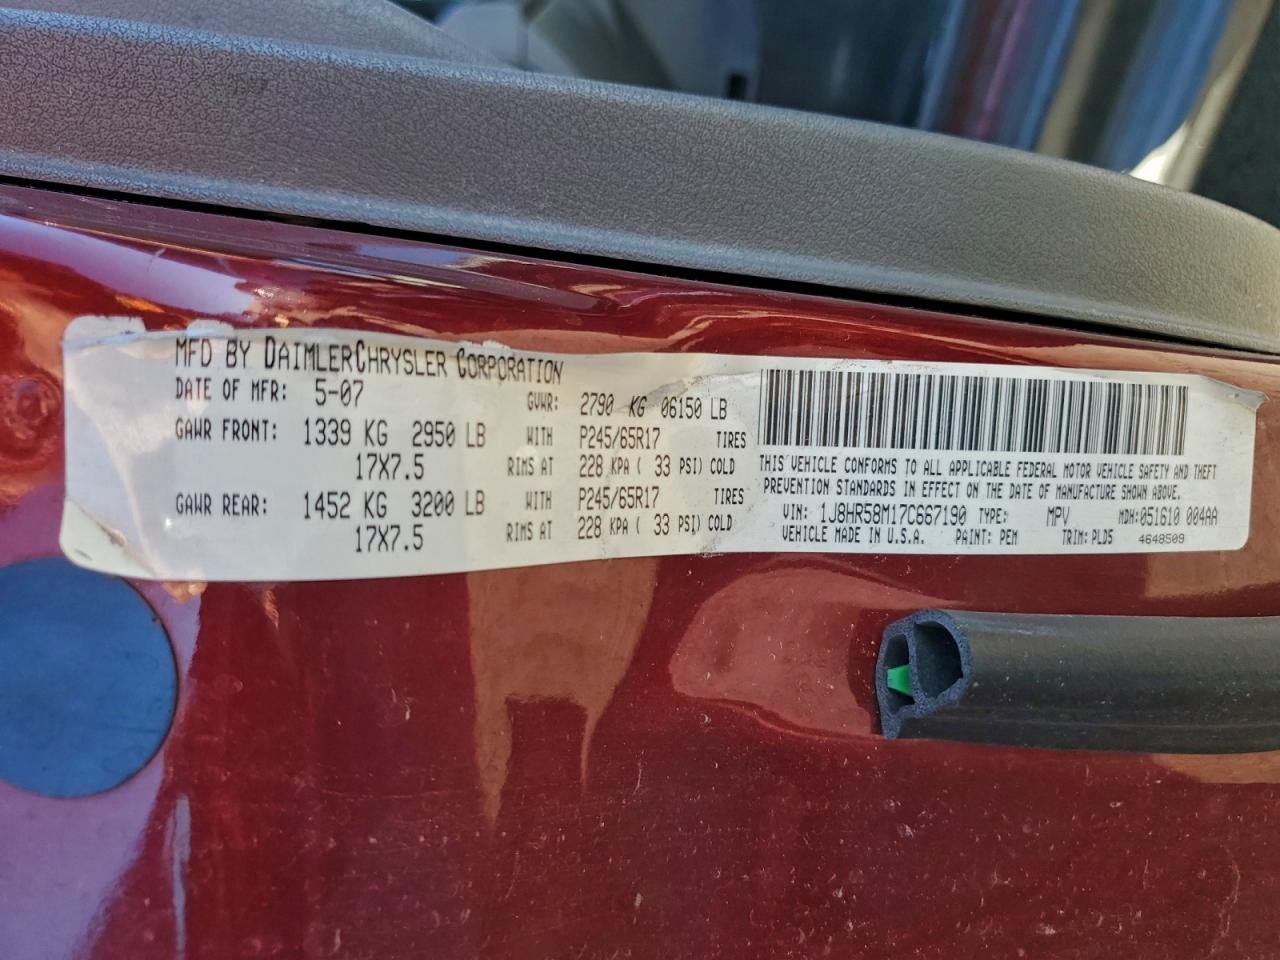 MFD BY DAIMLERCHRYSLER CORPORATION
DATE OF MFR: 5-07 GVWR: 2790 KG 06150 LB
GAWR FRONT: 1339 KG 2950 LB WITH P245/65R17 TIRES
17X7.5 RIMS AT 228 KPA ( 33 PSI) COLD
GAWR REAR: 1452 KG 3200 LB WITH P245/65R17 TIRES
17X7.5 RIMS AT 228 KPA ( 33 PSI) COLD
THIS VEHICLE CONFORMS TO ALL APPLICABLE FEDERAL MOTOR VEHICLE SAFETY AND THEFT
PREVENTION STANDARDS IN EFFECT ON THE DATE OF MANUFACTURE SHOWN ABOVE.
VIN: 1J8HR58M17C667190 TYPE: MPV MDH:051610 004AA
VEHICLE MADE IN U.S.A. PAINT: PEM TRIM: PLD5 4648509